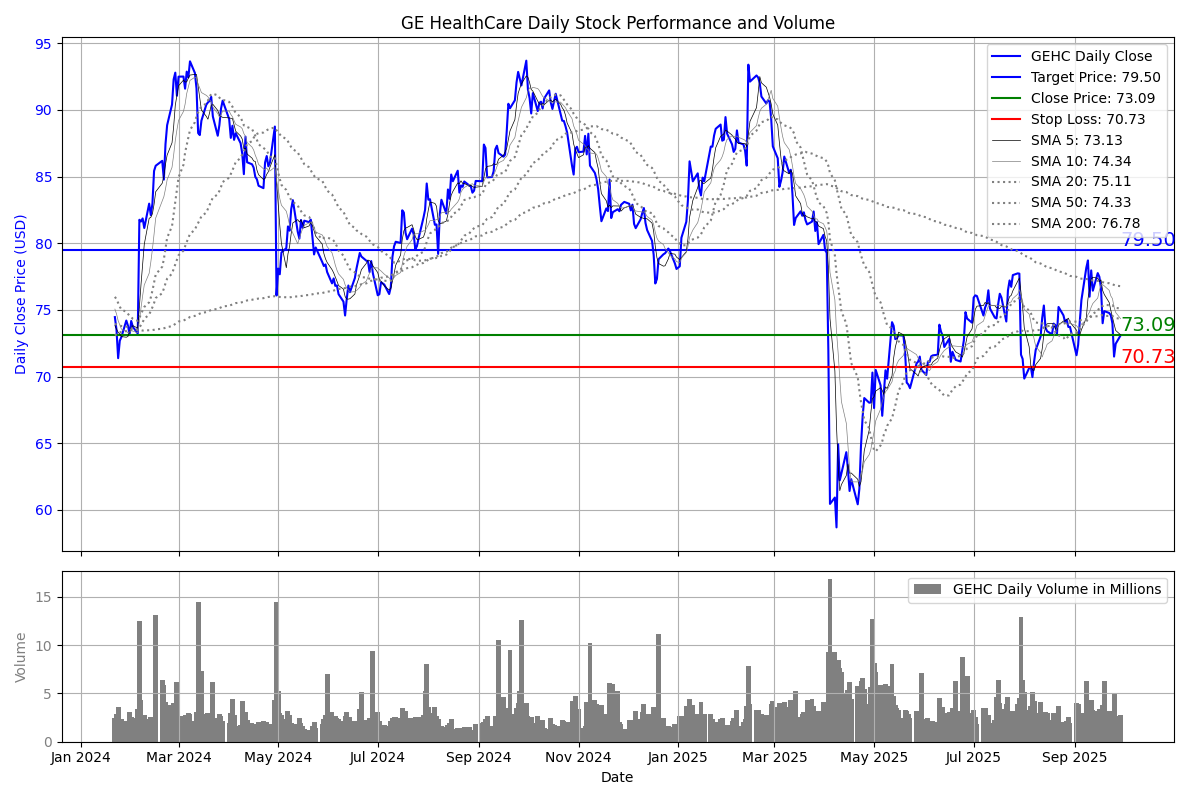 GE HealthCare Daily Stock Performance and Volume
95
90
85
80
75
70
65
60
Daily Close Price (USD)
GEHC Daily Close
Target Price: 79.50
Close Price: 73.09
Stop Loss: 70.73
SMA 5: 73.13
SMA 10: 74.34
SMA 20: 75.11
SMA 50: 74.33
SMA 200: 76.78
79.50
73.09
70.73
15
10
5
0
Volume
GEHC Daily Volume in Millions
Jan 2024 Mar 2024 May 2024 Jul 2024 Sep 2024 Nov 2024 Jan 2025 Mar 2025 May 2025 Jul 2025 Sep 2025
Date